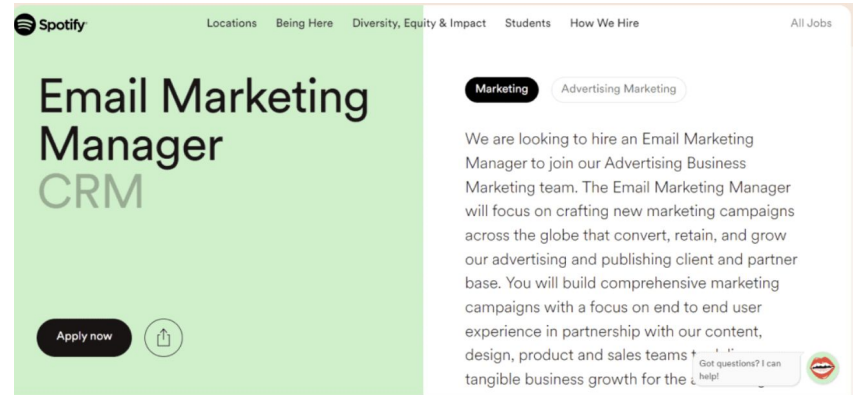 Spotify
Locations Being Here Diversity, Equity & Impact Students How We Hire All Jobs
Email Marketing
Manager
CRM
Apply now
Marketing Advertising Marketing
We are looking to hire an Email Marketing
Manager to join our Advertising Business
Marketing team. The Email Marketing Manager
will focus on crafting new marketing campaigns
across the globe that convert, retain, and grow
our advertising and publishing client and partner
base. You will build comprehensive marketing
campaigns with a focus on end to end user
experience in partnership with our content,
design, product and sales teams
tangible business growth for the
Got questions? I can
help!